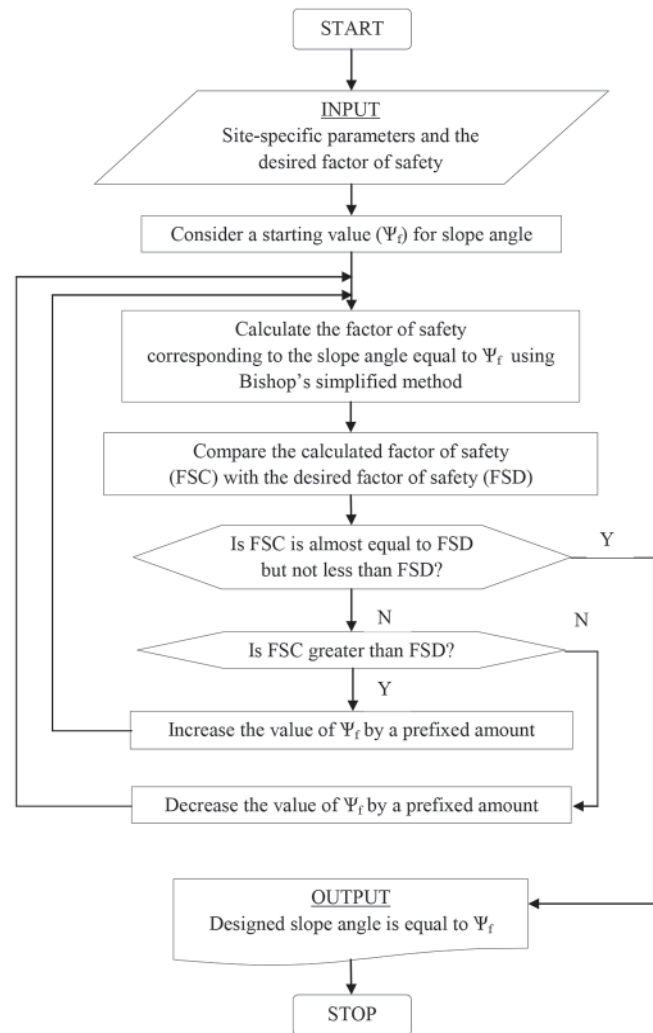 START
INPUT
Site-specific parameters and the
desired factor of safety
Consider a starting value (Ψf) for slope angle
Calculate the factor of safety
corresponding to the slope angle equal to Ψf using
Bishop's simplified method
Compare the calculated factor of safety
(FSC) with the desired factor of safety (FSD)
Is FSC is almost equal to FSD
but not less than FSD?
Y
N
N
Is FSC greater than FSD?
Y
Increase the value of Ψf by a prefixed amount
Decrease the value of Ψf by a prefixed amount
OUTPUT
Designed slope angle is equal to Ψf
STOP